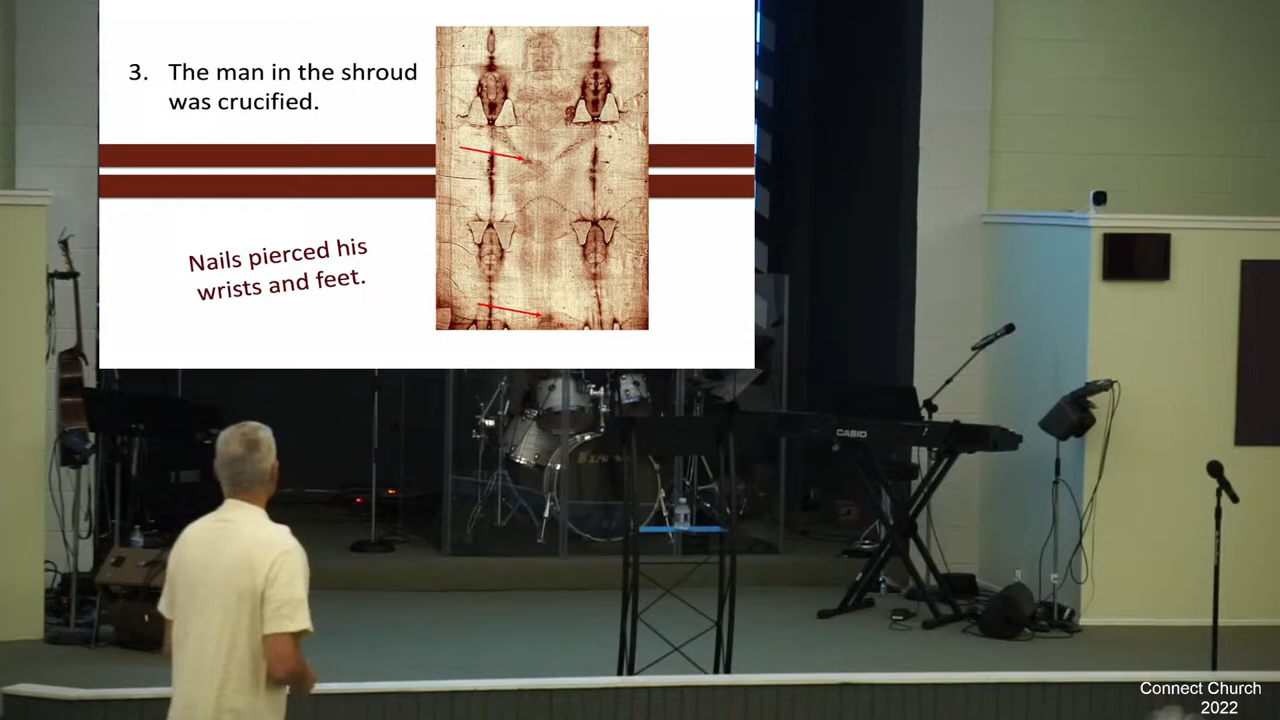 3. The man in the shroud
was crucified.
Nails pierced his
wrists and feet.
CASIO
Connect Church
2022